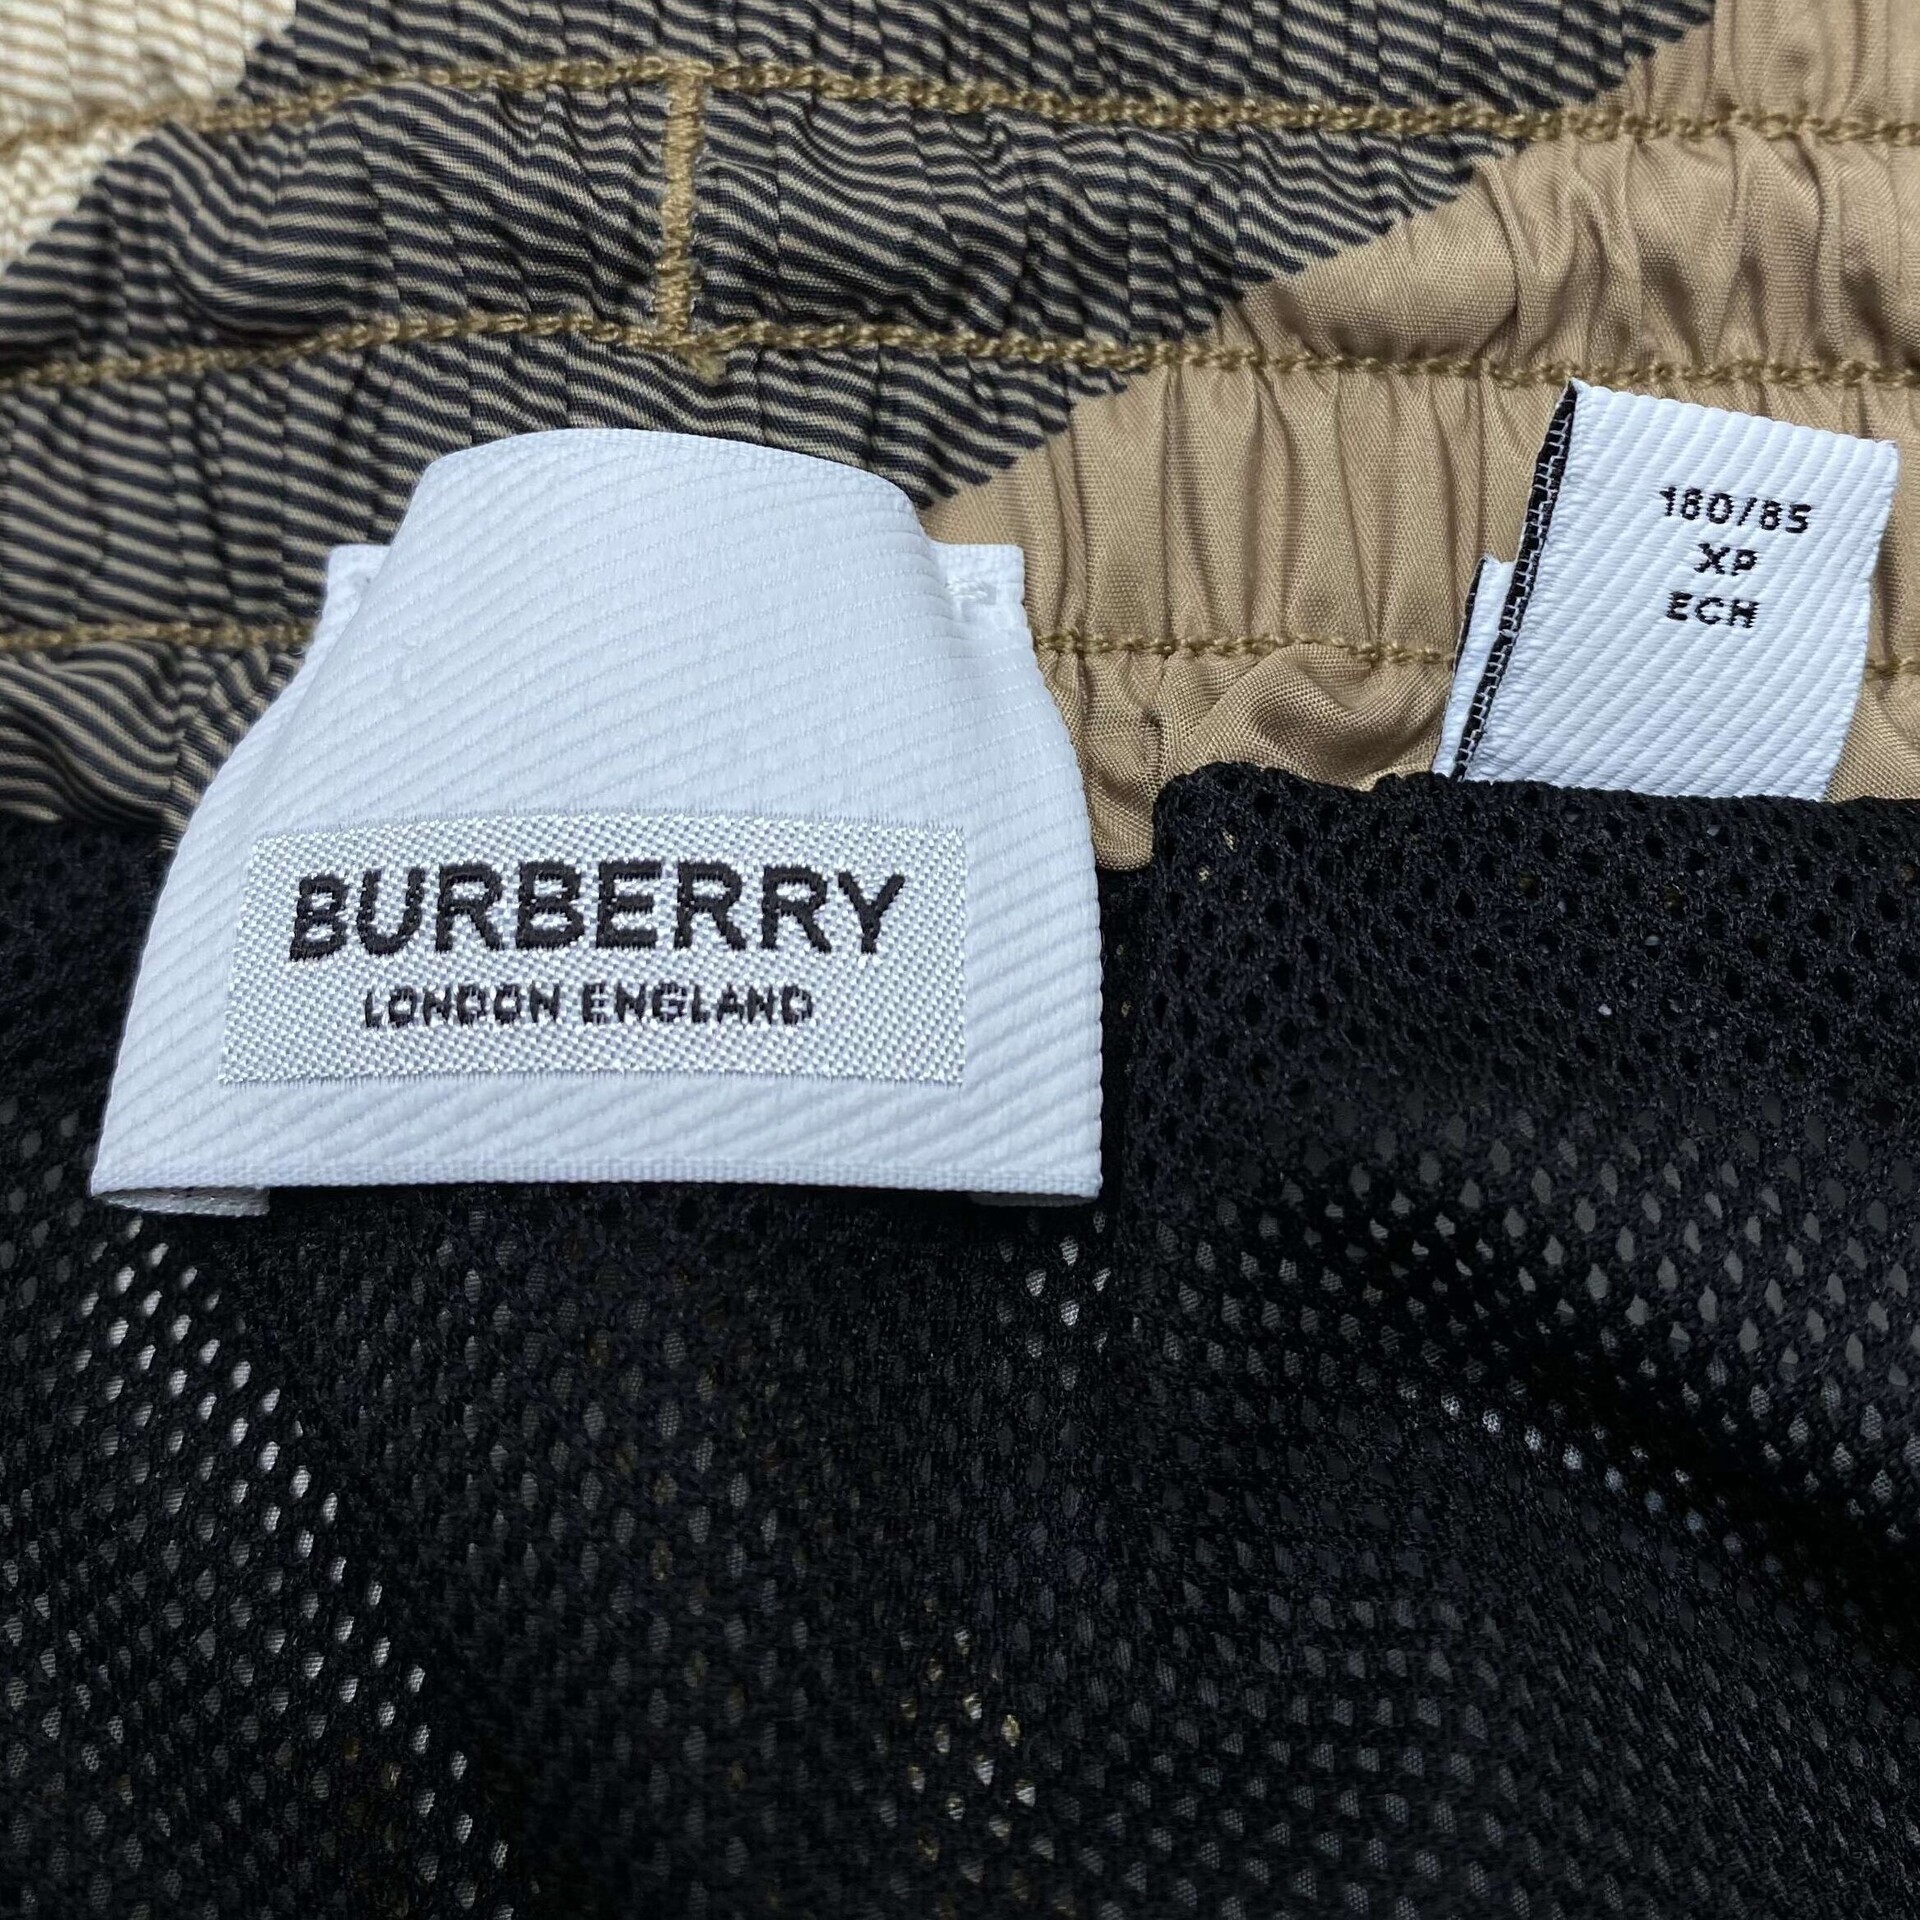 BURBERRY
LONDON ENGLAND
180/85
XP
ECH